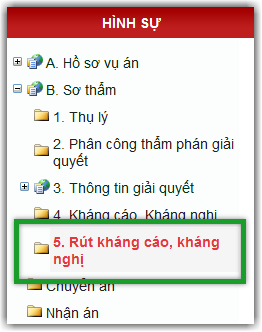 HÌNH SỰ
A. Hồ sơ vụ án
B. Sơ thẩm
1. Thụ lý
2. Phân công thẩm phán giải
quyết
3. Thông tin giải quyết
4. Kháng cáo, Kháng nghị
5. Rút kháng cáo, kháng
nghị
Chuyển án
Nhận án